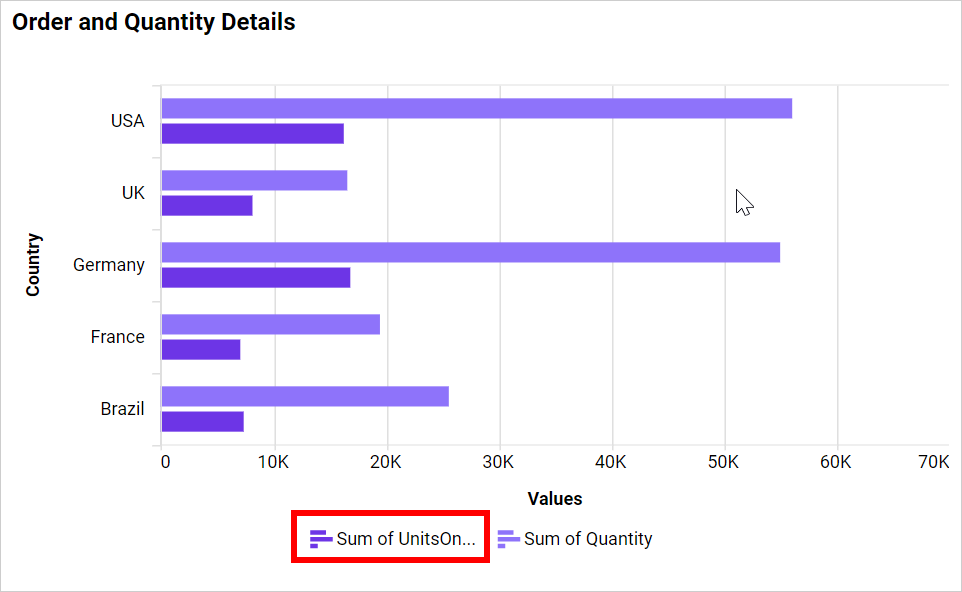 Order and Quantity Details
Country
USA
UK
Germany
France
Brazil
0 10K 20K 30K 40K 50K 60K 70K
Values
Sum of UnitsOn... Sum of Quantity